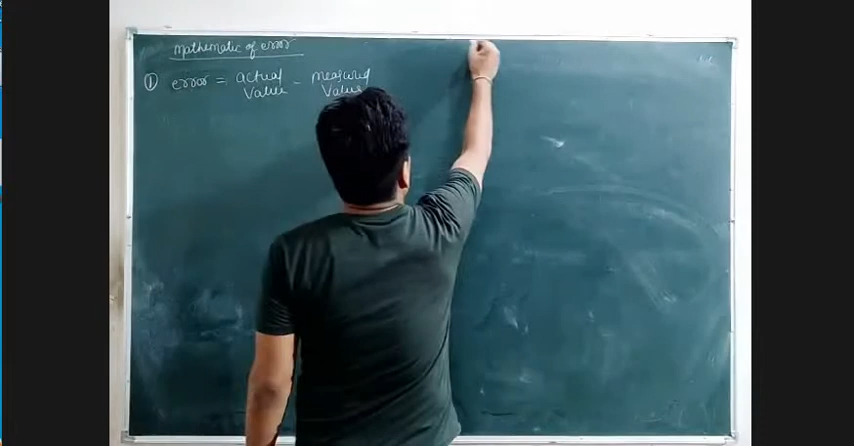 mathematic of error
① error = actual value - measured value